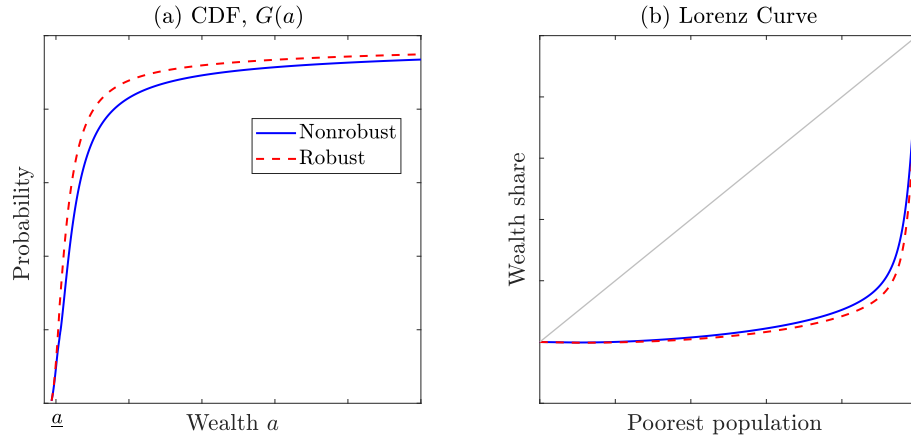 (a) CDF, G(a)
Probability
Nonrobust
Robust
a
Wealth a
(b) Lorenz Curve
Wealth share
Poorest population